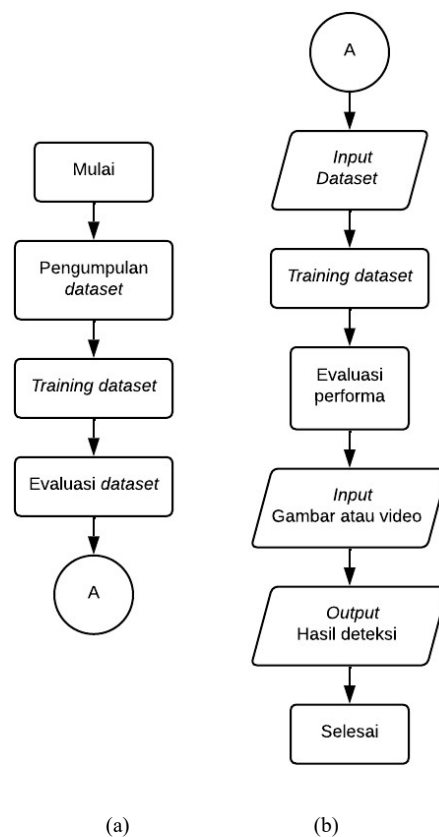 Mulai
Pengumpulan
dataset
Training dataset
Evaluasi dataset
A
(a)
A
Input
Dataset
Training dataset
Evaluasi
performa
Input
Gambar atau video
Output
Hasil deteksi
Selesai
(b)